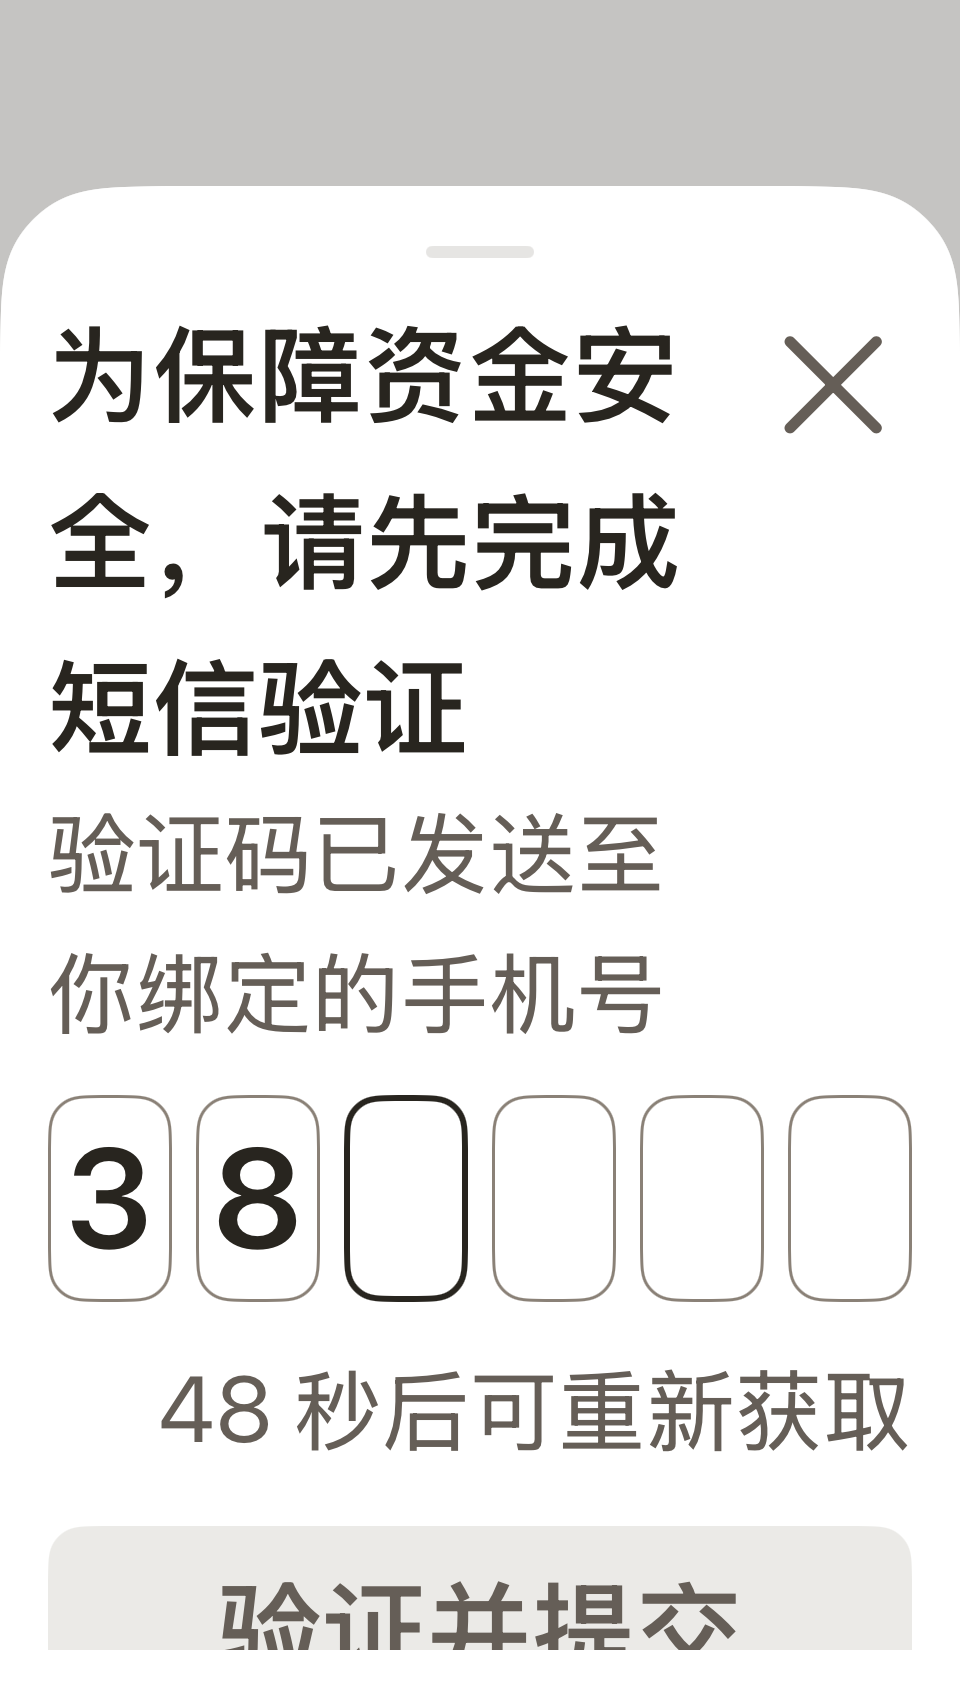 为保障资金安
全，请先完成
短信验证
验证码已发送至
你绑定的手机号
3 8
48 秒后可重新获取
验证并提交